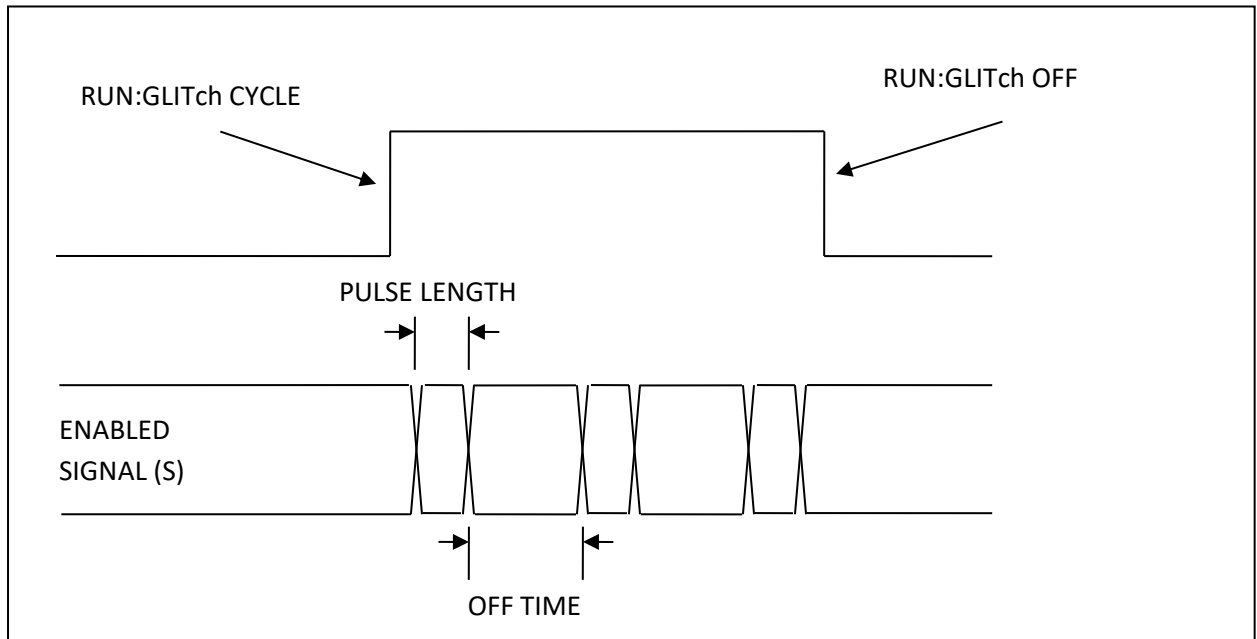 RUN:GLITch CYCLE
RUN:GLITch OFF
PULSE LENGTH
ENABLED
SIGNAL (S)
OFF TIME